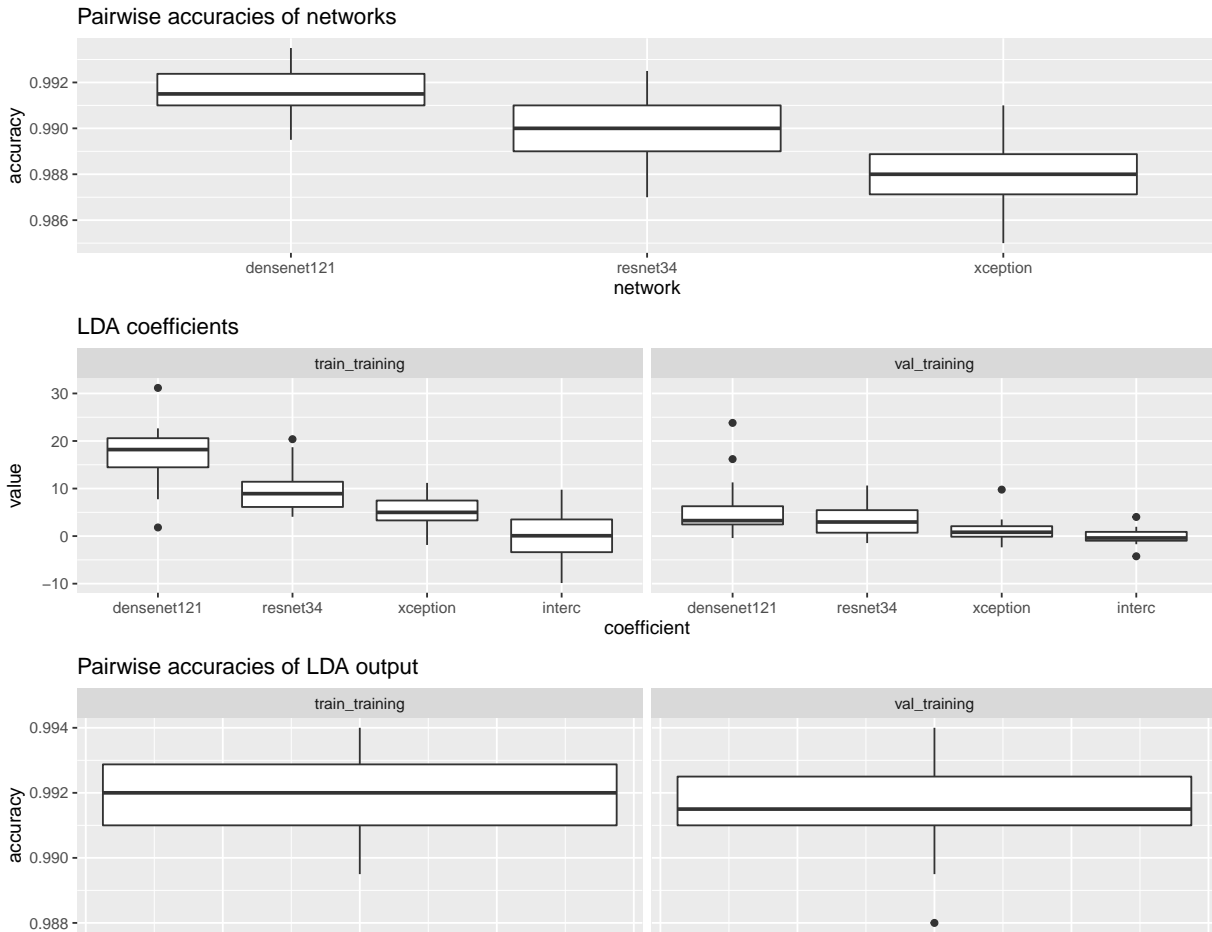 Pairwise accuracies of networks
accuracy
0.992
0.990
0.988
0.986
densenet121 resnet34 xception
network
LDA coefficients
train_training val_training
value
30
20
10
0
−10
densenet121 resnet34 xception interc densenet121 resnet34 xception interc
coefficient
Pairwise accuracies of LDA output
train_training val_training
accuracy
0.994
0.992
0.990
0.988